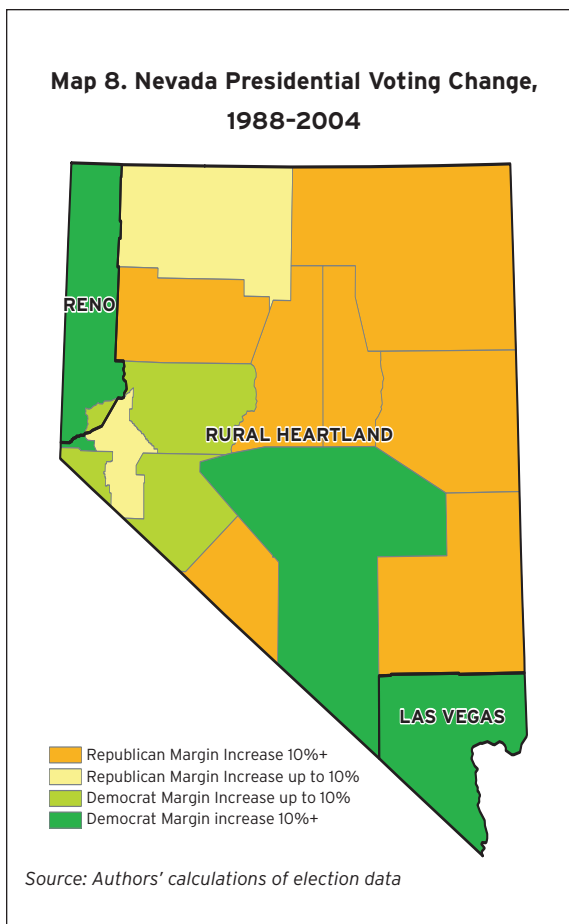 Map 8. Nevada Presidential Voting Change,
1988-2004
RENO
RURAL HEARTLAND
LAS VEGAS
Republican Margin Increase 10%+
Republican Margin Increase up to 10%
Democrat Margin Increase up to 10%
Democrat Margin increase 10%+
Source: Authors' calculations of election data